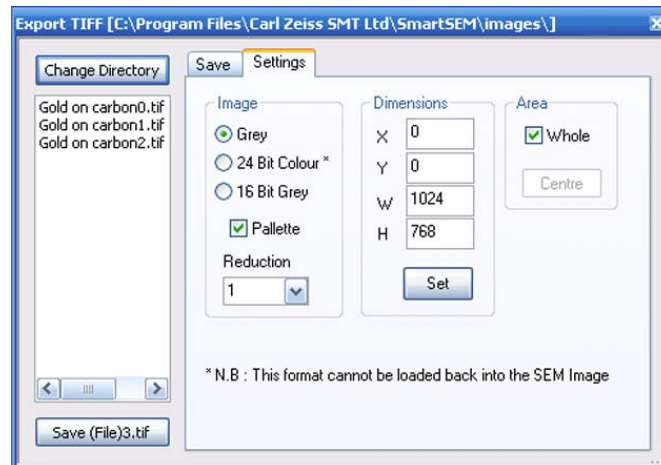 Export TIFF [C:\Program Files\Carl Zeiss SMT Ltd\SmartSEM\images\]
Change Directory
Gold on carbon0.tif
Gold on carbon1.tif
Gold on carbon2.tif
Save (File)3.tif
Save Settings
Image
Grey
24 Bit Colour *
16 Bit Grey
Pallette
Reduction
1
Dimensions
X 0
Y 0
W 1024
H 768
Set
Area
Whole
Centre
* N.B : This format cannot be loaded back into the SEM Image